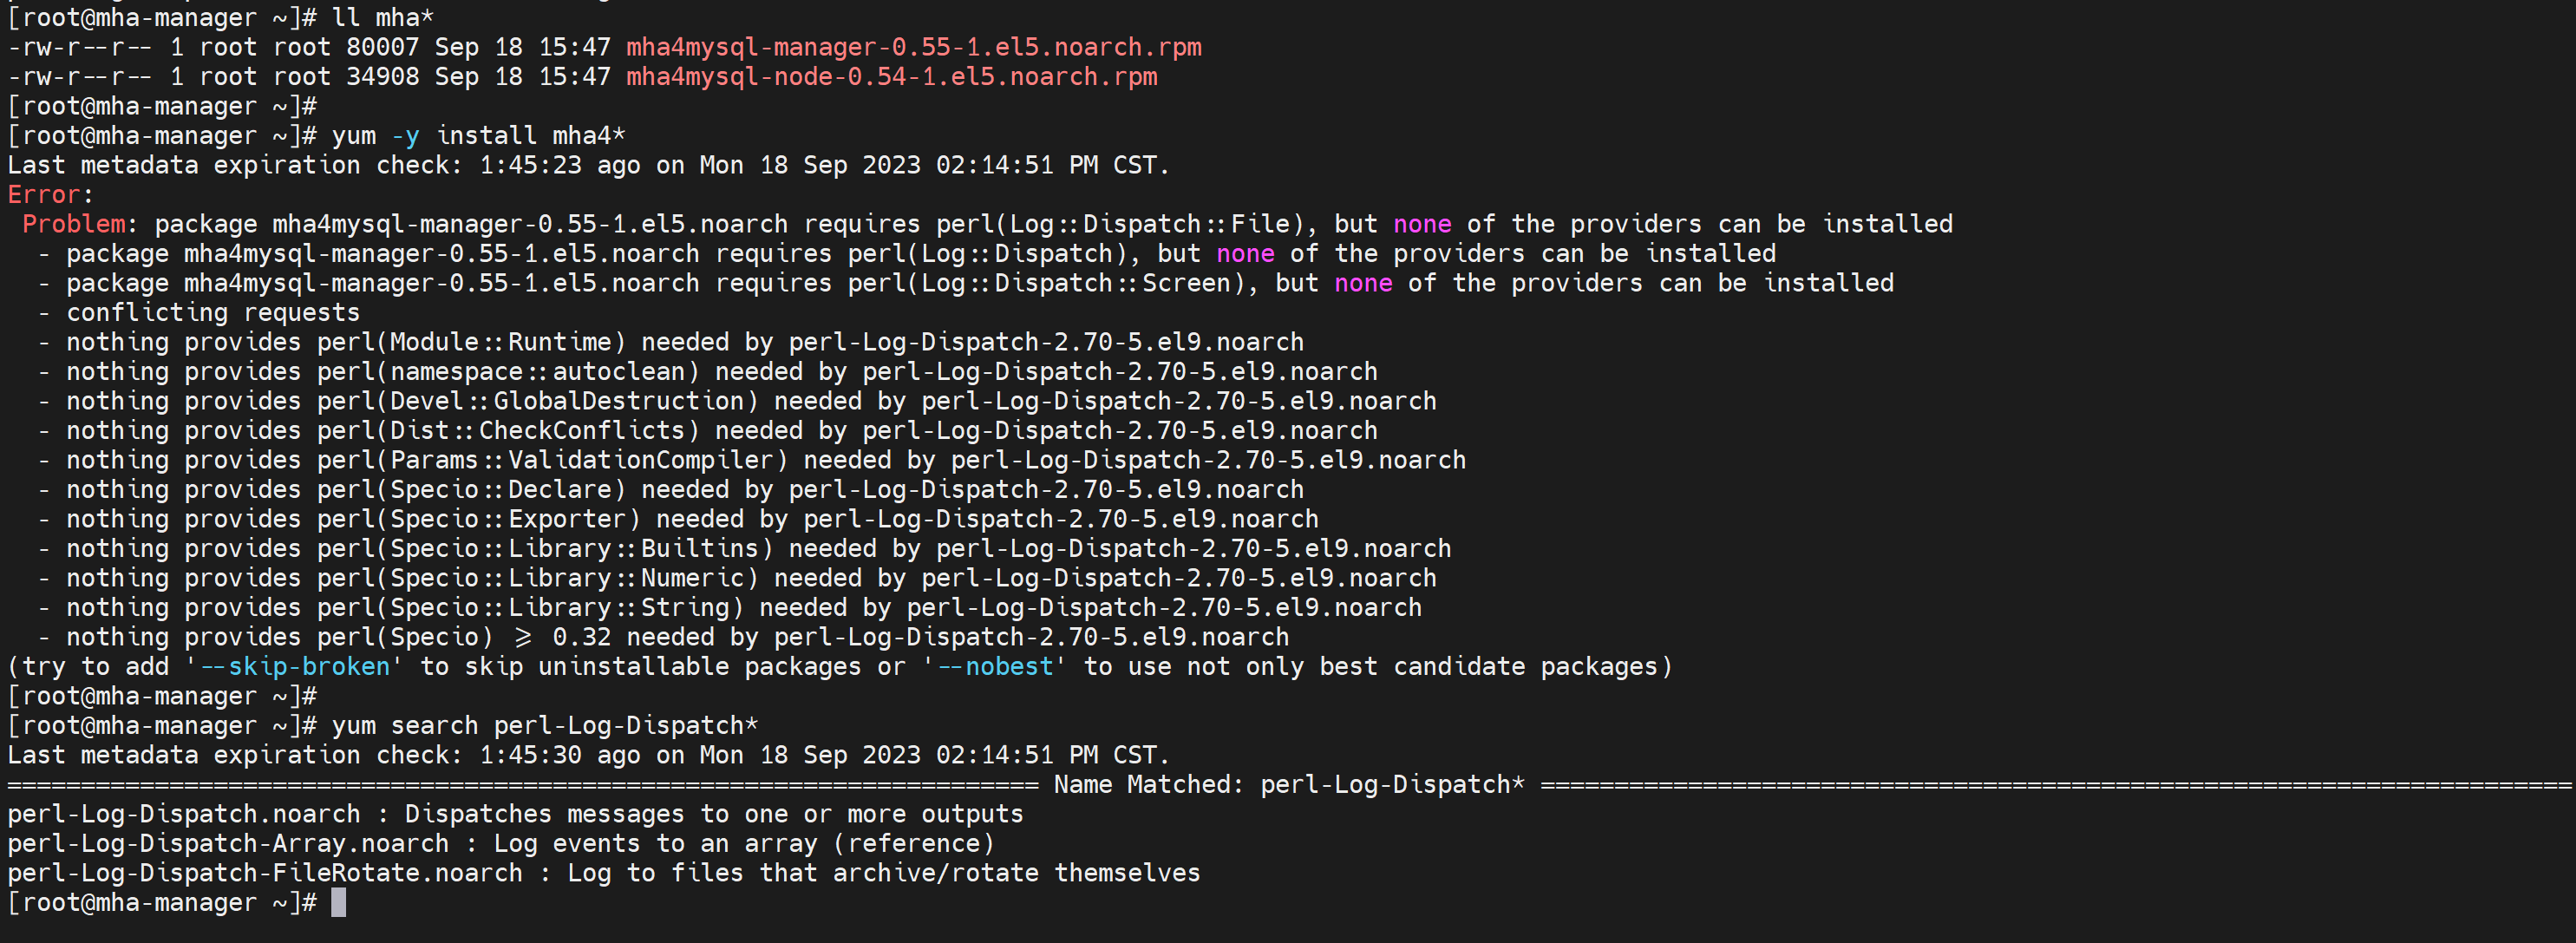 [root@mha-manager ~]# ll mha*
-rw-r--r-- 1 root root 80007 Sep 18 15:47 mha4mysql-manager-0.55-1.el5.noarch.rpm
-rw-r--r-- 1 root root 34908 Sep 18 15:47 mha4mysql-node-0.54-1.el5.noarch.rpm
[root@mha-manager ~]#
[root@mha-manager ~]# yum -y install mha4*
Last metadata expiration check: 1:45:23 ago on Mon 18 Sep 2023 02:14:51 PM CST.
Error:
 Problem: package mha4mysql-manager-0.55-1.el5.noarch requires perl(Log::Dispatch::File), but none of the providers can be installed
  - package mha4mysql-manager-0.55-1.el5.noarch requires perl(Log::Dispatch), but none of the providers can be installed
  - package mha4mysql-manager-0.55-1.el5.noarch requires perl(Log::Dispatch::Screen), but none of the providers can be installed
  - conflicting requests
  - nothing provides perl(Module::Runtime) needed by perl-Log-Dispatch-2.70-5.el9.noarch
  - nothing provides perl(namespace::autoclean) needed by perl-Log-Dispatch-2.70-5.el9.noarch
  - nothing provides perl(Devel::GlobalDestruction) needed by perl-Log-Dispatch-2.70-5.el9.noarch
  - nothing provides perl(Dist::CheckConflicts) needed by perl-Log-Dispatch-2.70-5.el9.noarch
  - nothing provides perl(Params::ValidationCompiler) needed by perl-Log-Dispatch-2.70-5.el9.noarch
  - nothing provides perl(Specio::Declare) needed by perl-Log-Dispatch-2.70-5.el9.noarch
  - nothing provides perl(Specio::Exporter) needed by perl-Log-Dispatch-2.70-5.el9.noarch
  - nothing provides perl(Specio::Library::Builtins) needed by perl-Log-Dispatch-2.70-5.el9.noarch
  - nothing provides perl(Specio::Library::Numeric) needed by perl-Log-Dispatch-2.70-5.el9.noarch
  - nothing provides perl(Specio::Library::String) needed by perl-Log-Dispatch-2.70-5.el9.noarch
  - nothing provides perl(Specio) >= 0.32 needed by perl-Log-Dispatch-2.70-5.el9.noarch
(try to add '--skip-broken' to skip uninstallable packages or '--nobest' to use not only best candidate packages)
[root@mha-manager ~]#
[root@mha-manager ~]# yum search perl-Log-Dispatch*
Last metadata expiration check: 1:45:30 ago on Mon 18 Sep 2023 02:14:51 PM CST.
====================================================================== Name Matched: perl-Log-Dispatch* ======================================================================
perl-Log-Dispatch.noarch : Dispatches messages to one or more outputs
perl-Log-Dispatch-Array.noarch : Log events to an array (reference)
perl-Log-Dispatch-FileRotate.noarch : Log to files that archive/rotate themselves
[root@mha-manager ~]#